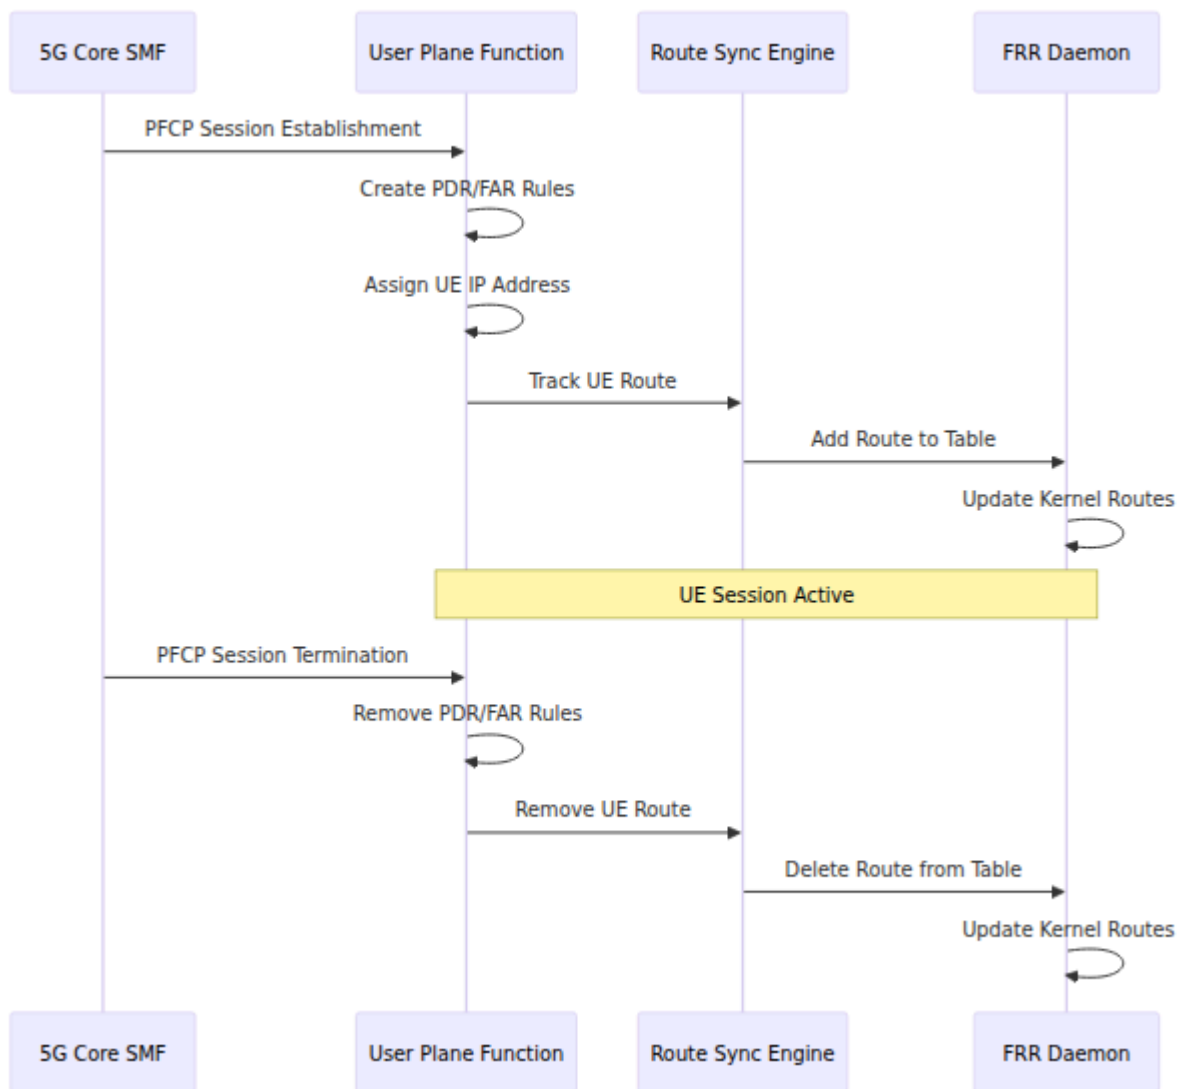 5G Core SMF
User Plane Function
Route Sync Engine
FRR Daemon
PFCP Session Establishment
Create PDR/FAR Rules
Assign UE IP Address
Track UE Route
Add Route to Table
Update Kernel Routes
UE Session Active
PFCP Session Termination
Remove PDR/FAR Rules
Remove UE Route
Delete Route from Table
Update Kernel Routes
5G Core SMF
User Plane Function
Route Sync Engine
FRR Daemon